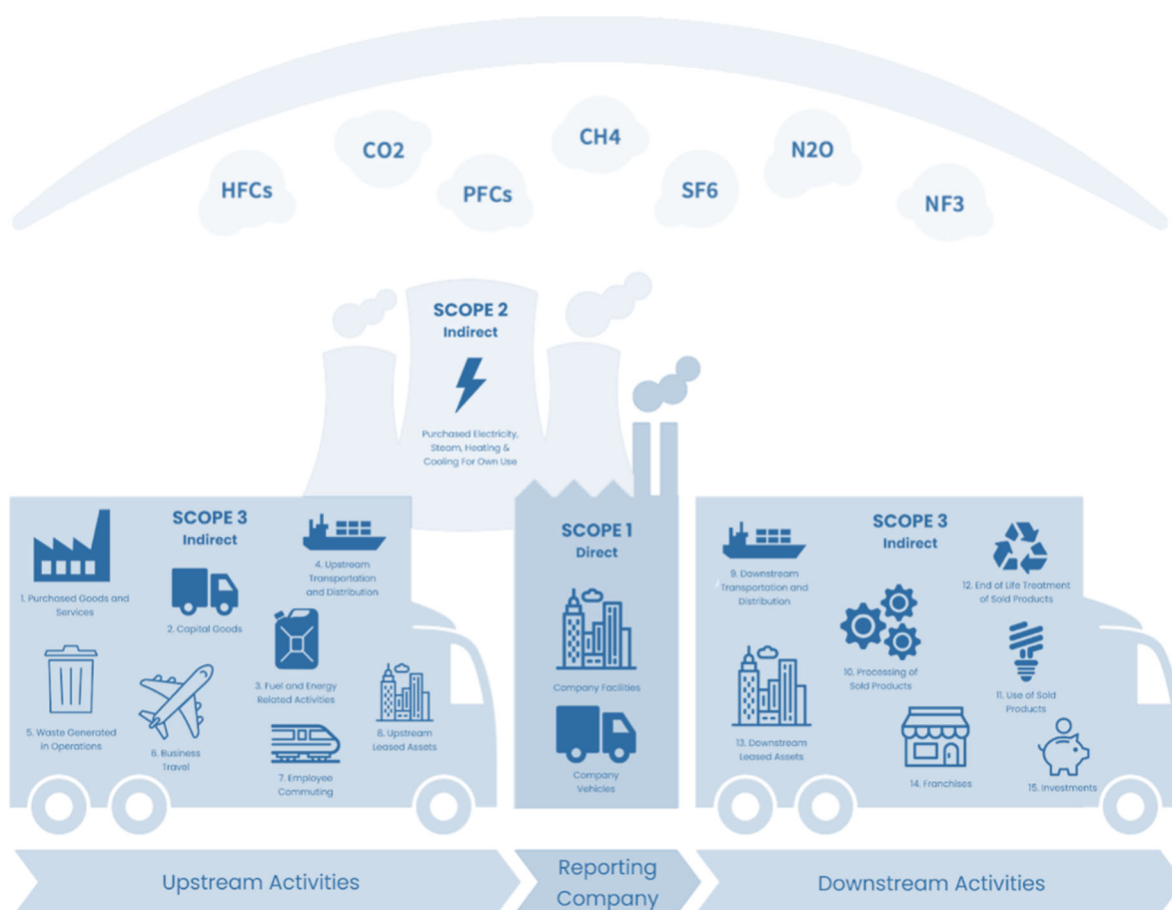 CO2
CH4
N2O
HFCs
PFCs
SF6
NF3
SCOPE 2
Indirect
Purchased Electricity,
Steam, Heating &
Cooling For Own Use
SCOPE 3
Indirect
1. Purchased Goods and
Services
2. Capital Goods
4. Upstream
Transportation
and Distribution
3. Fuel and Energy
Related Activities
5. Waste Generated
in Operations
6. Business
Travel
7. Employee
Commuting
8. Upstream
Leased Assets
SCOPE 1
Direct
Company Facilities
Company
Vehicles
SCOPE 3
Indirect
9. Downstream
Transportation and
Distribution
10. Processing of
Sold Products
12. End of Life Treatment
of Sold Products
11. Use of Sold
Products
13. Downstream
Leased Assets
14. Franchises
15. Investments
Upstream Activities
Reporting
Company
Downstream Activities